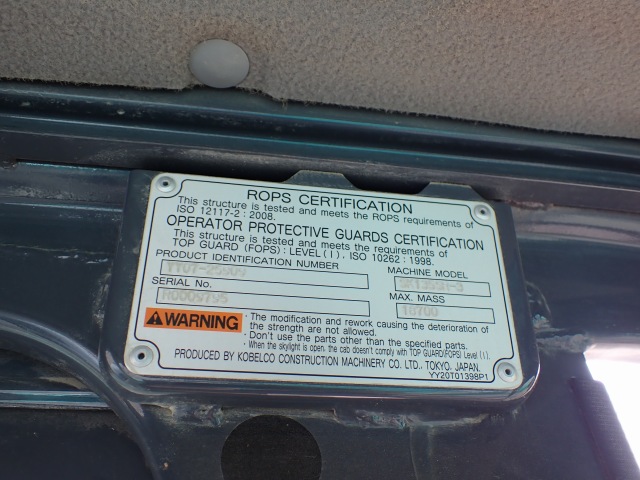 ROPS CERTIFICATION
This structure is tested and meets the ROPS requirements of
ISO 12117-2 : 2008.
OPERATOR PROTECTIVE GUARDS CERTIFICATION
This structure is tested and meets the requirements of
TOP GUARD (FOPS) : LEVEL(I), ISO 10262 : 1998.
PRODUCT IDENTIFICATION NUMBER
YY07-25909
MACHINE MODEL
SERIAL No.
MAX. MASS
18700
WARNING
· The modification and rework causing the deterioration of
the strength are not allowed.
· Don't use the parts other than the specified parts.
· When the skylight is open, the cab doesn't comply with TOP GUARD(FOPS) Level (I).
PRODUCED BY KOBELCO CONSTRUCTION MACHINERY CO. LTD., TOKYO, JAPAN.
YY20T01398P1